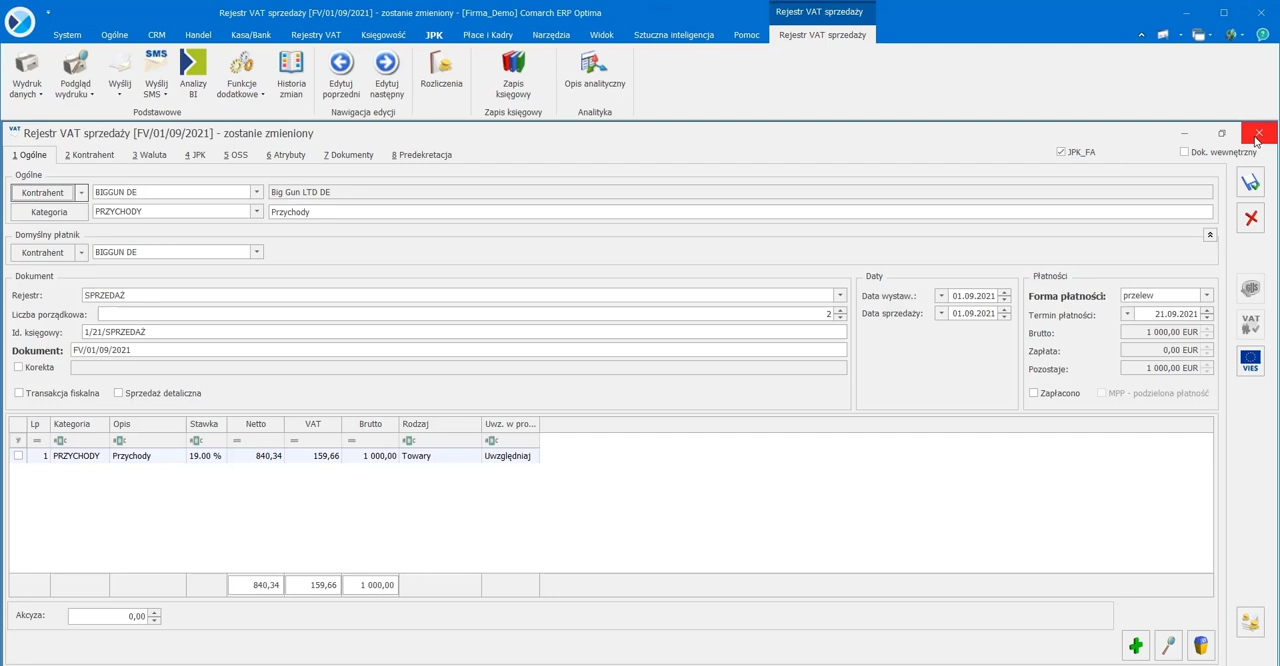 Rejestr VAT sprzedaży [FV/01/09/2021] - zostanie zmieniony - [Firma_Demo] Comarch ERP Optima
Rejestr VAT sprzedaży
System Ogólne CRM Handel Kasa/Bank Rejestry VAT Księgowość JPK Płace i Kadry Narzędzia Widok Sztuczna inteligencja Pomoc Rejestr VAT sprzedaży
SMS
Wydruk danych
Podgląd wydruku
Wyślij
Wyślij SMS
Analizy BI
Funkcje dodatkowe
Historia zmian
Edytuj poprzedni
Edytuj następny
Rozliczenia
Zapis księgowy
Opis analityczny
Podstawowe Nawigacja edycji Zapis księgowy Analityka
VAT Rejestr VAT sprzedaży [FV/01/09/2021] - zostanie zmieniony
1 Ogólne 2 Kontrahent 3 Waluta 4 JPK 5 OSS 6 Atrybuty 7 Dokumenty 8 Predekretacja JPK_FA Dok. wewnętrzny
Ogólne
Kontrahent BIGGUN DE Big Gun LTD DE
Kategoria PRZYCHODY Przychody
Domyślny płatnik
Kontrahent BIGGUN DE
Dokument
Rejestr: SPRZEDAŻ
Liczba porządkowa: 2
Id. księgowy: 1/21/SPRZEDAŻ
Dokument: FV/01/09/2021
Korekta
Transakcja fiskalna Sprzedaż detaliczna
Daty
Data wystaw.: 01.09.2021
Data sprzedaży: 01.09.2021
Płatności
Forma płatności: przelew
Termin płatności: 21.09.2021
Brutto: 1 000,00 EUR
Zapłata: 0,00 EUR
Pozostaje: 1 000,00 EUR
Zapłacono MPP - podzielona płatność
VAT
VIES
Lp Kategoria Opis Stawka Netto VAT Brutto Rodzaj Uwz. w pro...
1 PRZYCHODY Przychody 19.00 % 840,34 159,66 1 000,00 Towary Uwzględniaj
840,34 159,66 1 000,00
Akcyza: 0,00